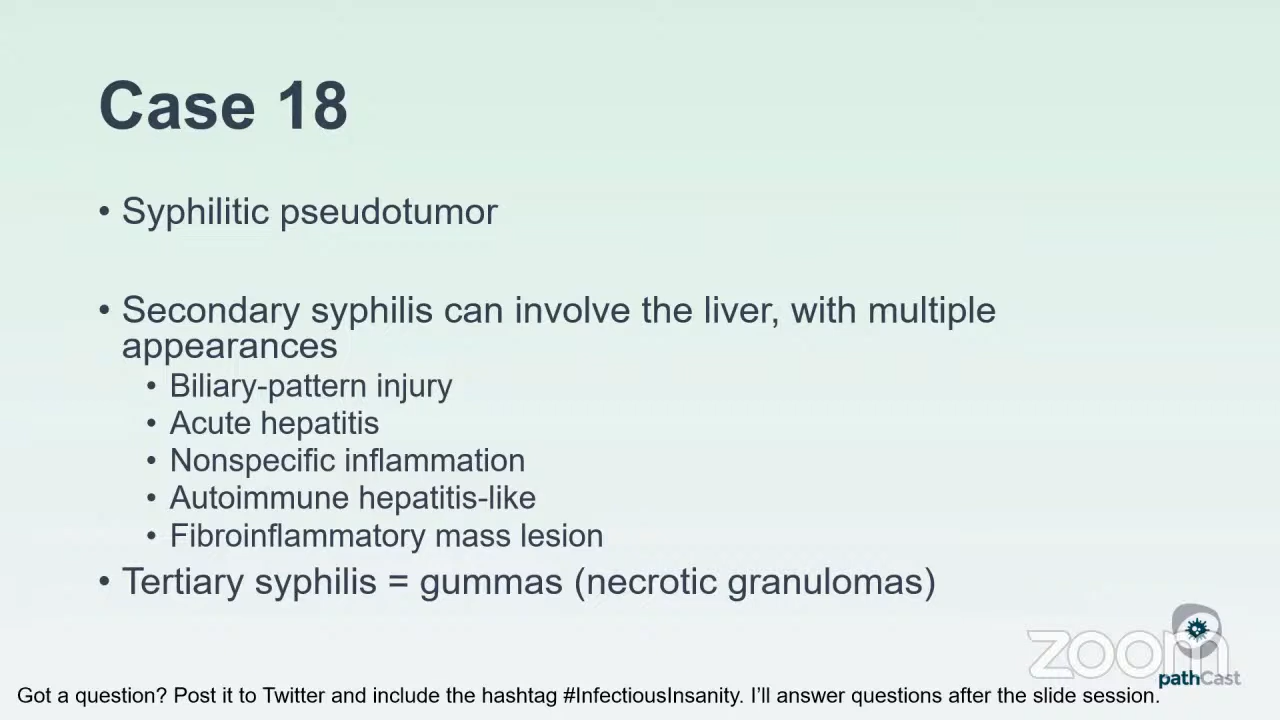 Case 18
• Syphilitic pseudotumor
• Secondary syphilis can involve the liver, with multiple
appearances
• Biliary-pattern injury
• Acute hepatitis
• Nonspecific inflammation
• Autoimmune hepatitis-like
• Fibroinflammatory mass lesion
• Tertiary syphilis = gummas (necrotic granulomas)
zoom
pathCast
Got a question? Post it to Twitter and include the hashtag #InfectiousInsanity. I’ll answer questions after the slide session.